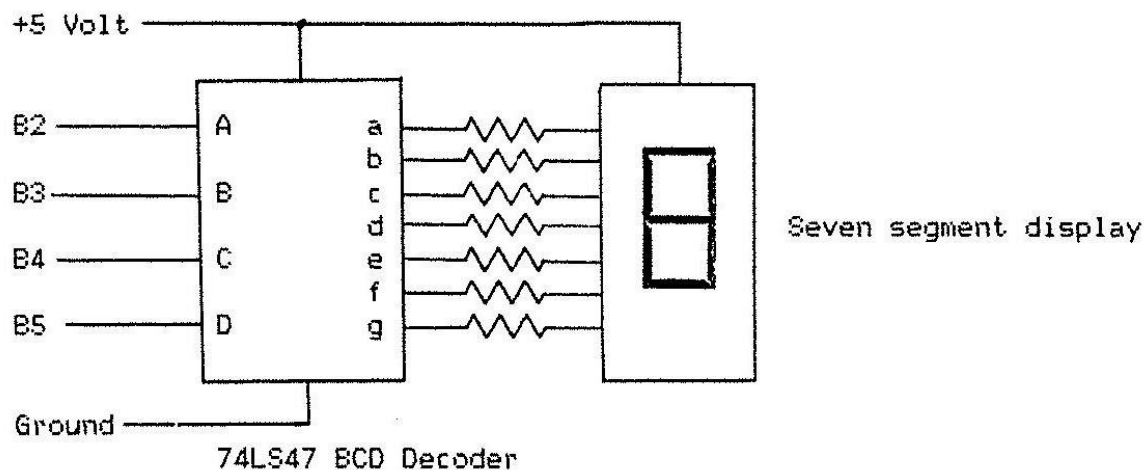 +5 Volt
B2
A
a
b
B3
B
c
d
Seven segment display
B4
C
e
f
B5
D
g
Ground
74LS47 BCD Decoder